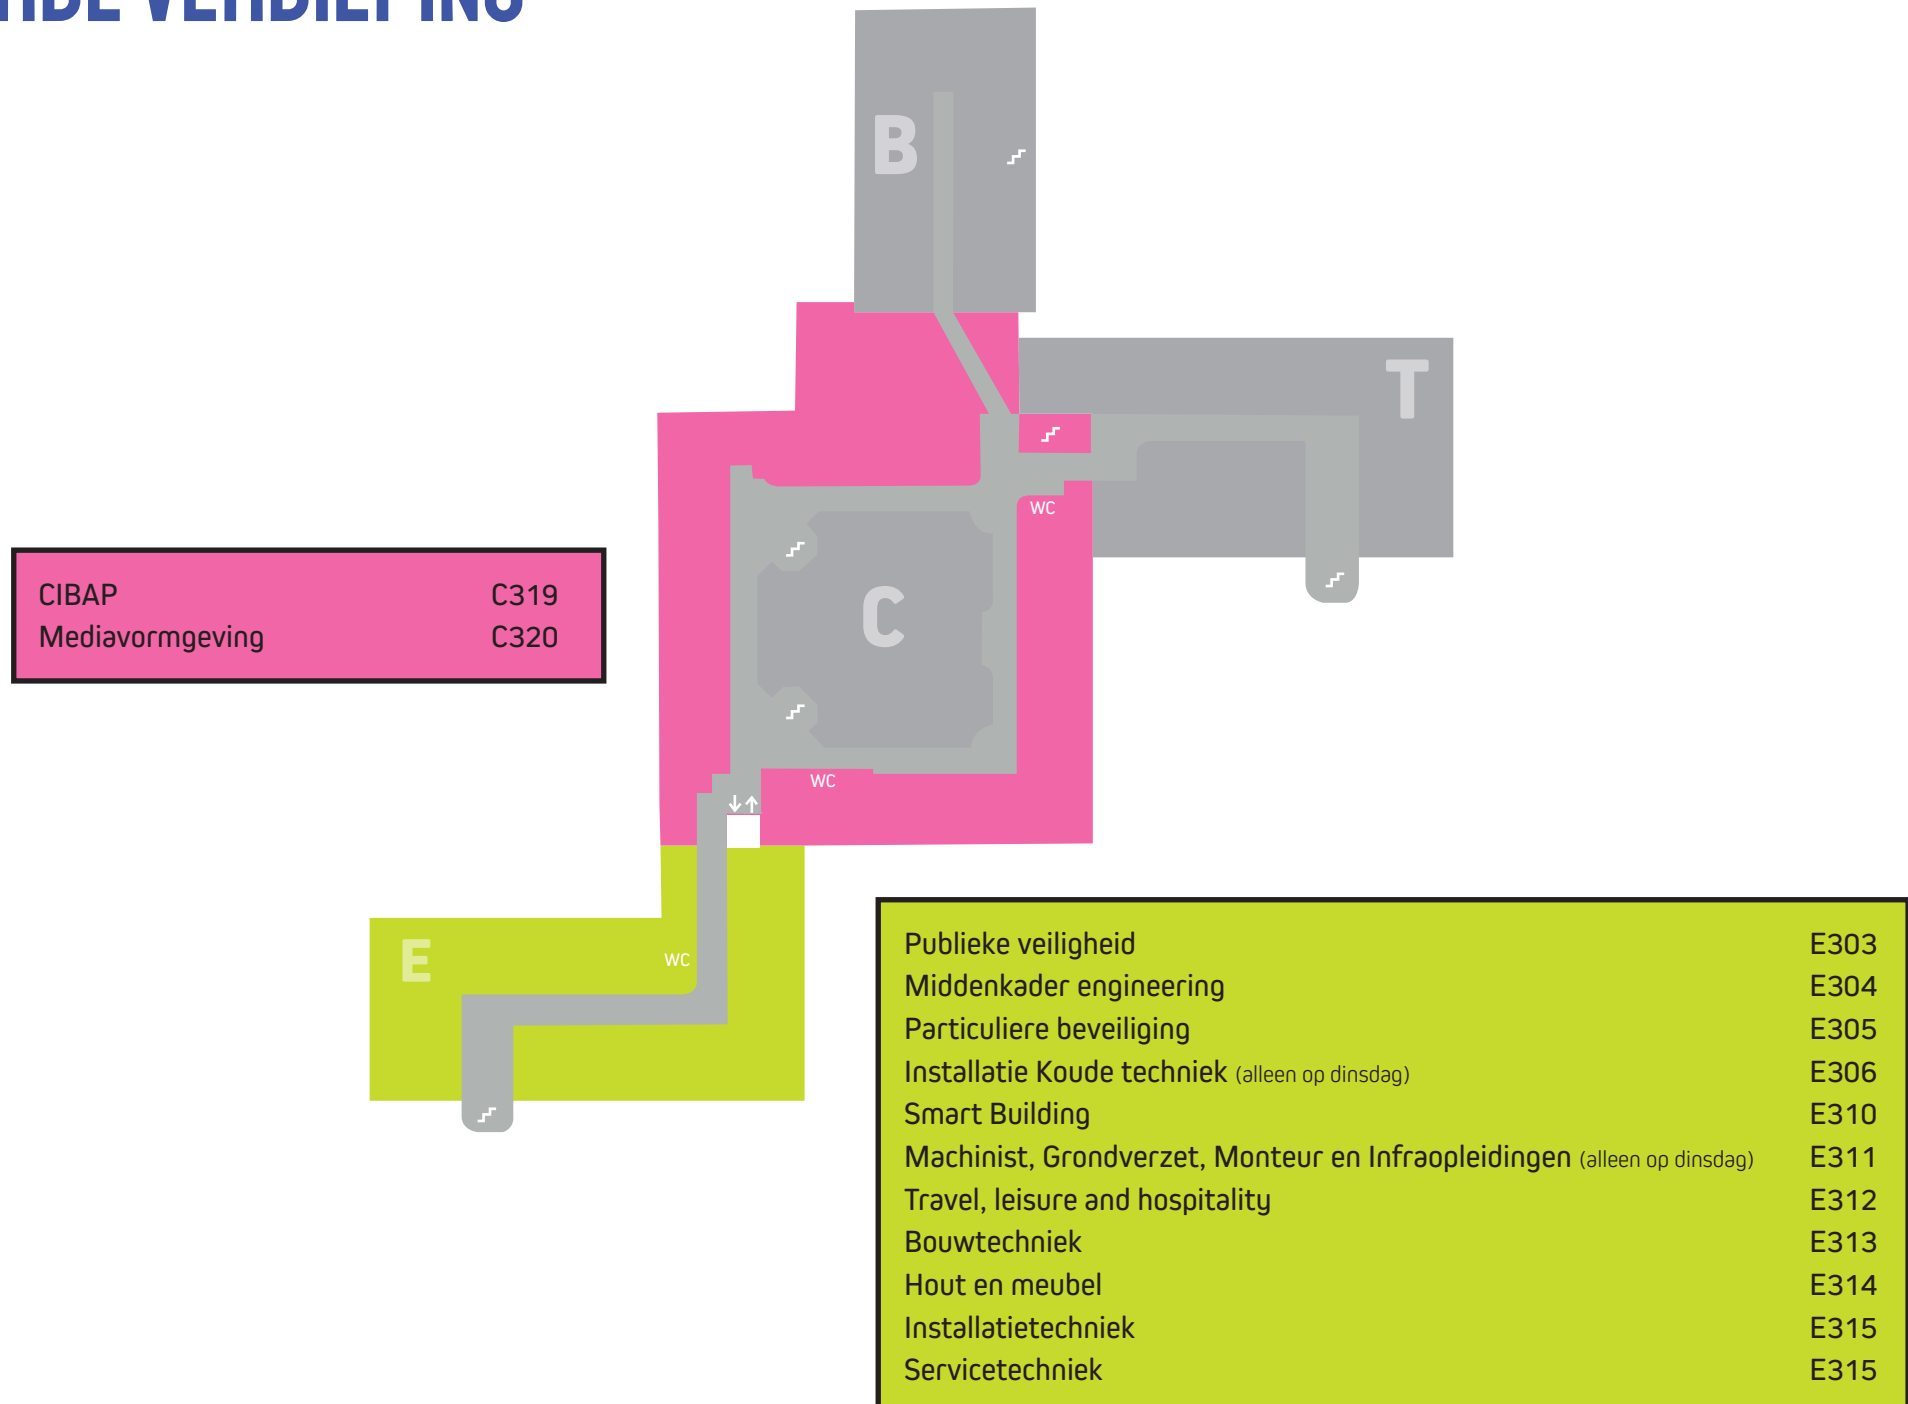 VERDIEPING
B
T
WC
C
CIBAP C319
Mediavormgeving C320
WC
E
WC
Publieke veiligheid E303
Middenkader engineering E304
Particuliere beveiliging E305
Installatie Koude techniek (alleen op dinsdag) E306
Smart Building E310
Machinist, Grondverzet, Monteur en Infraopleidingen (alleen op dinsdag) E311
Travel, leisure and hospitality E312
Bouwtechniek E313
Hout en meubel E314
Installatietechniek E315
Servicetechniek E315